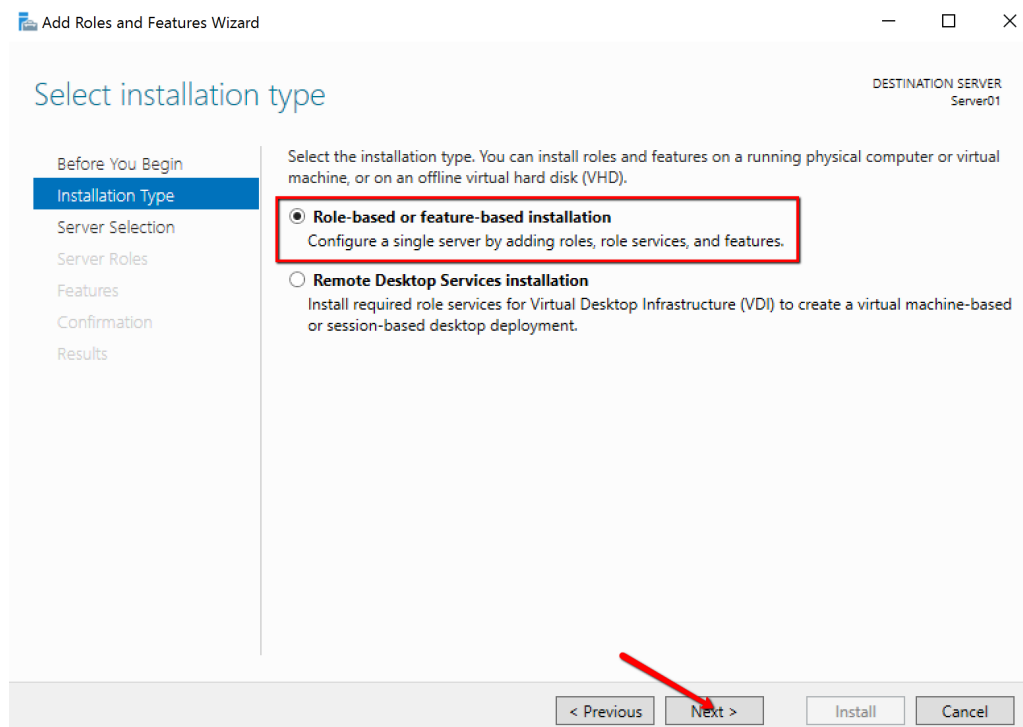 Add Roles and Features Wizard
Select installation type
DESTINATION SERVER
Server01
Before You Begin
Installation Type
Server Selection
Server Roles
Features
Confirmation
Results
Select the installation type. You can install roles and features on a running physical computer or virtual
machine, or on an offline virtual hard disk (VHD).
Role-based or feature-based installation
Configure a single server by adding roles, role services, and features.
Remote Desktop Services installation
Install required role services for Virtual Desktop Infrastructure (VDI) to create a virtual machine-based
or session-based desktop deployment.
< Previous
Next >
Install
Cancel